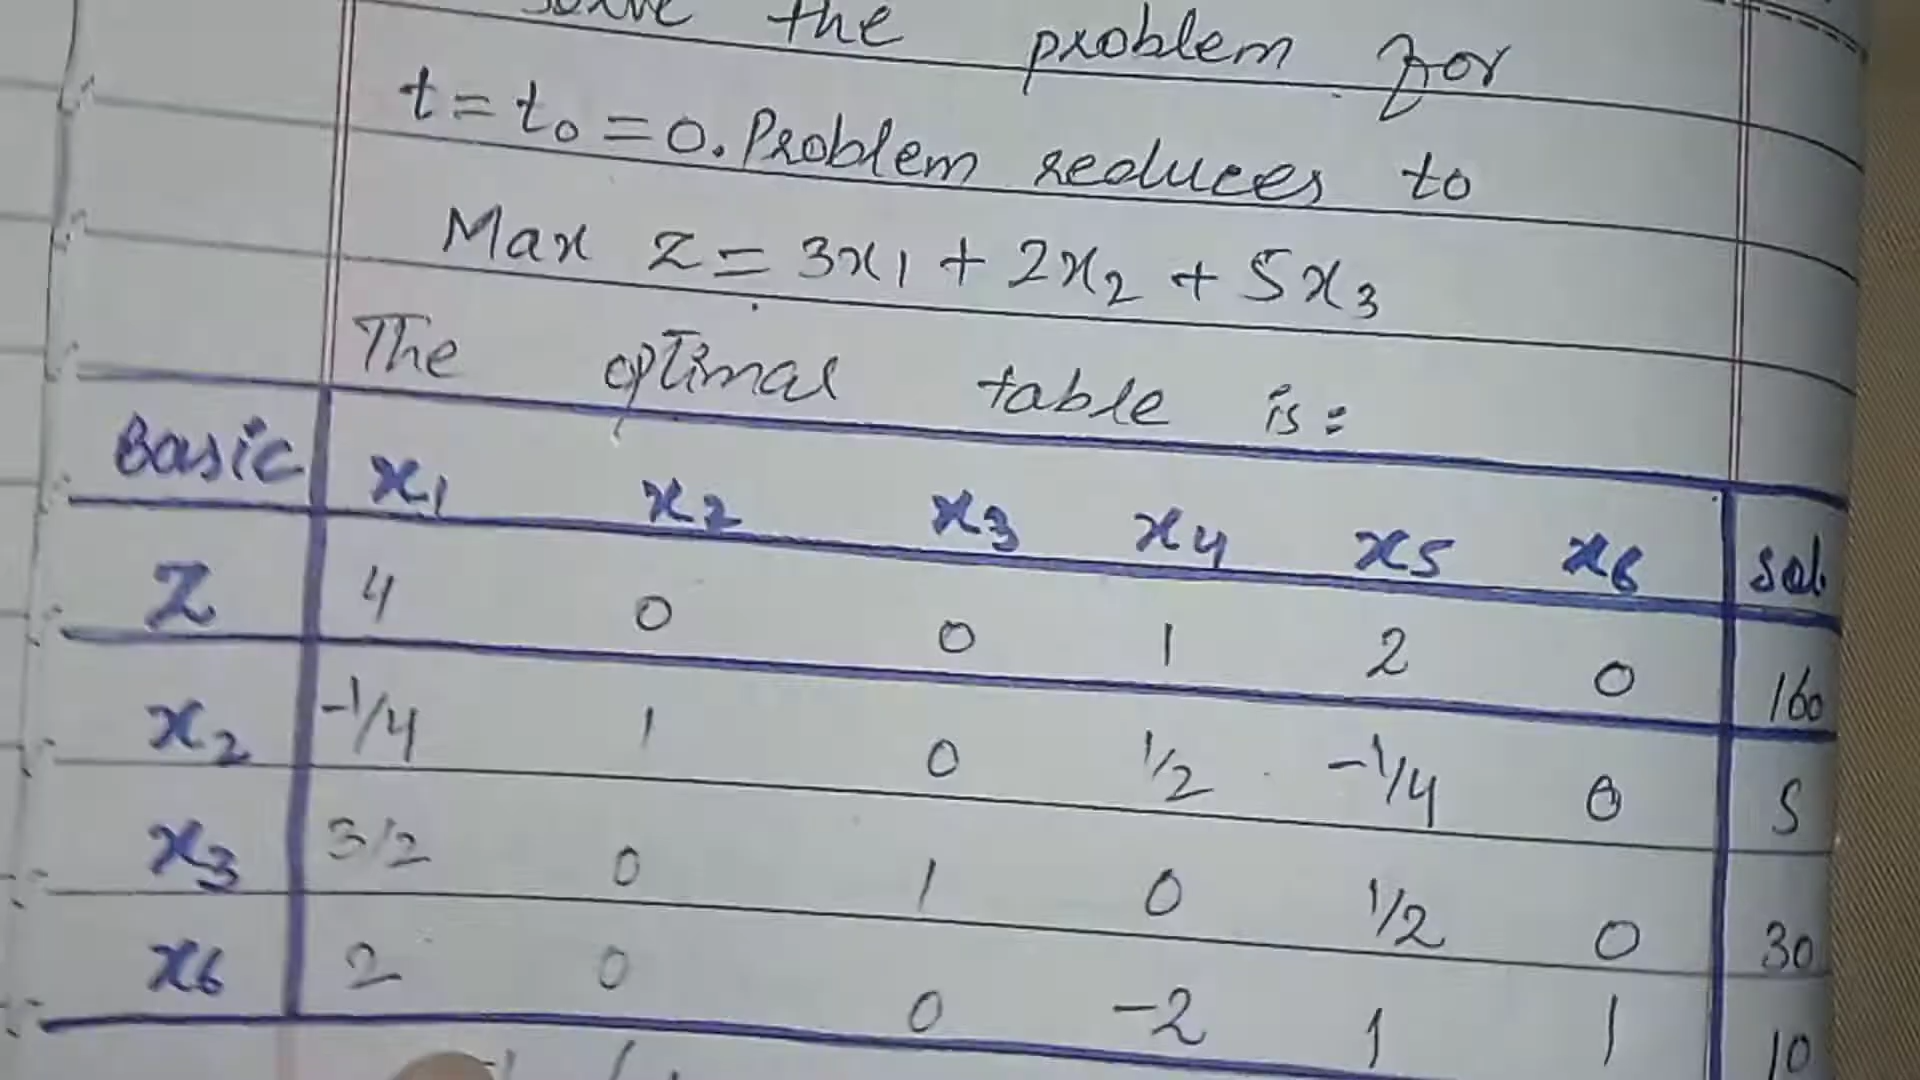 solve the problem for
t = t₀ = 0. Problem reduces to
Max Z = 3x₁ + 2x₂ + 5x₃
The optimal table is:
Basic x₁ x₂ x₃ x₄ x₅ x₆ sol.
Z 4 0 0 1 2 0 160
x₂ -1/4 1 0 1/2 -1/4 0 5
x₃ 3/2 0 1 0 1/2 0 30
x₆ 2 0 0 -2 1 1 10